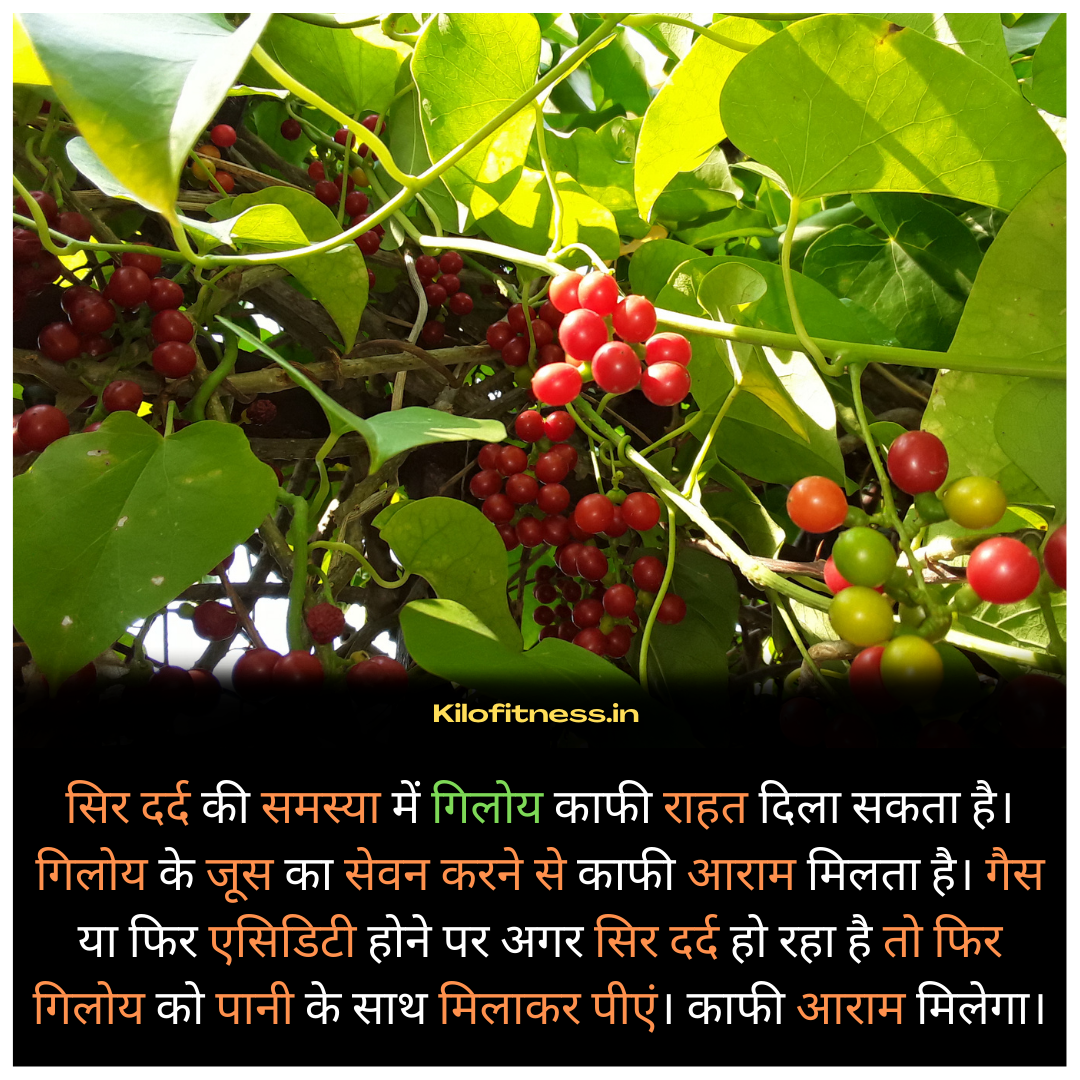 Kilofitness.in
सिर दर्द की समस्या में गिलोय काफी राहत दिला सकता है।
गिलोय के जूस का सेवन करने से काफी आराम मिलता है। गैस
या फिर एसिडिटी होने पर अगर सिर दर्द हो रहा है तो फिर
गिलोय को पानी के साथ मिलाकर पीएं। काफी आराम मिलेगा।